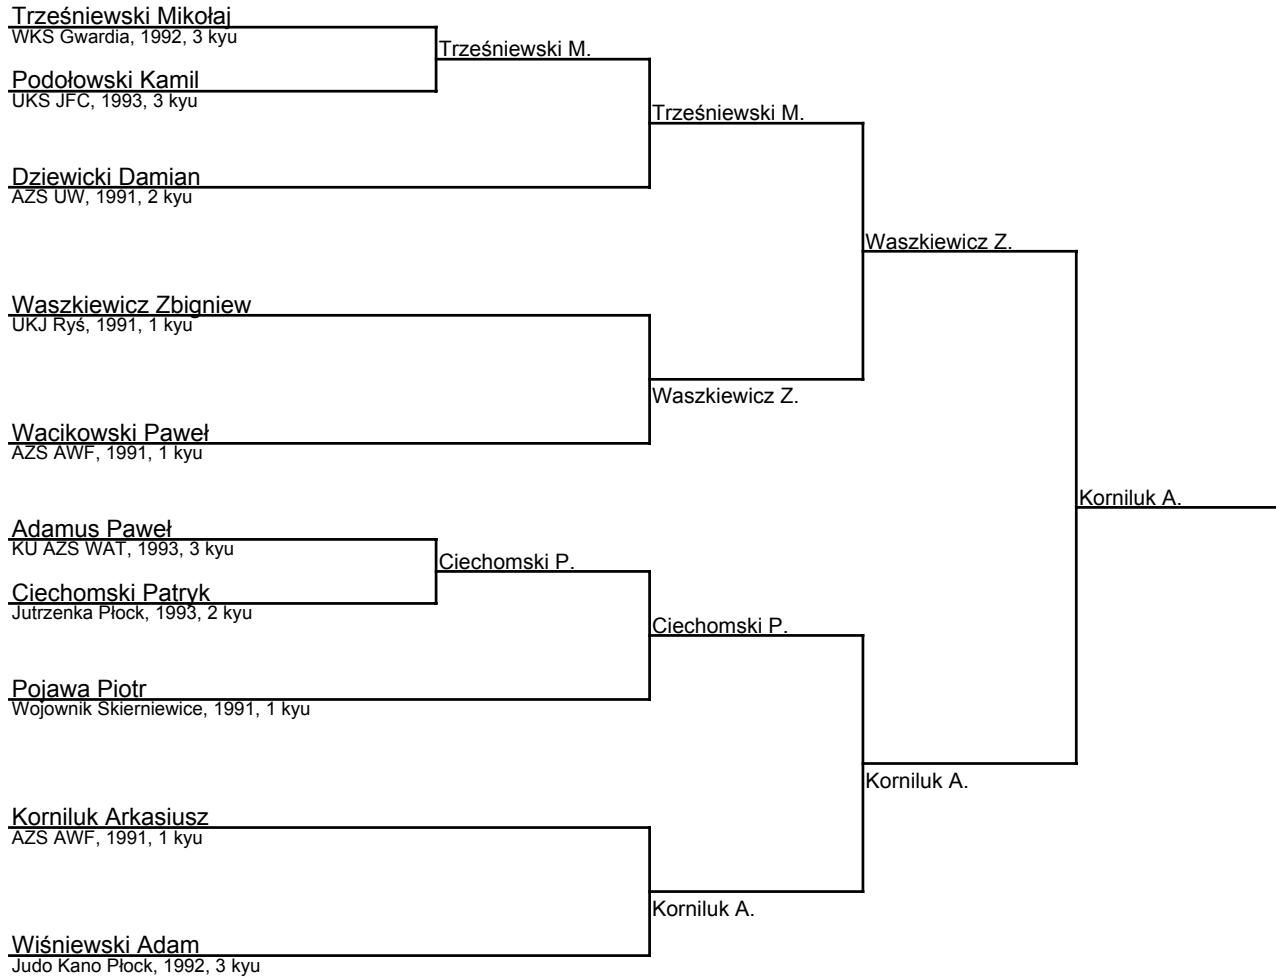 Trześniewski Mikołaj
WKS Gwardia, 1992, 3 kyu
Trześniewski M.
Podołowski Kamil
UKS JFC, 1993, 3 kyu
Trześniewski M.
Dziewicki Damian
AZS UW, 1991, 2 kyu
Waszkiewicz Z.
Waszkiewicz Zbigniew
UKJ Ryś, 1991, 1 kyu
Waszkiewicz Z.
Wacikowski Paweł
AZS AWF, 1991, 1 kyu
Korniluk A.
Adamus Paweł
KU AZS WAT, 1993, 3 kyu
Ciechomski P.
Ciechomski Patryk
Jutrzenka Płock, 1993, 2 kyu
Ciechomski P.
Pojawa Piotr
Wojownik Skierniewice, 1991, 1 kyu
Korniluk A.
Korniluk Arkasiusz
AZS AWF, 1991, 1 kyu
Korniluk A.
Wiśniewski Adam
Judo Kano Płock, 1992, 3 kyu